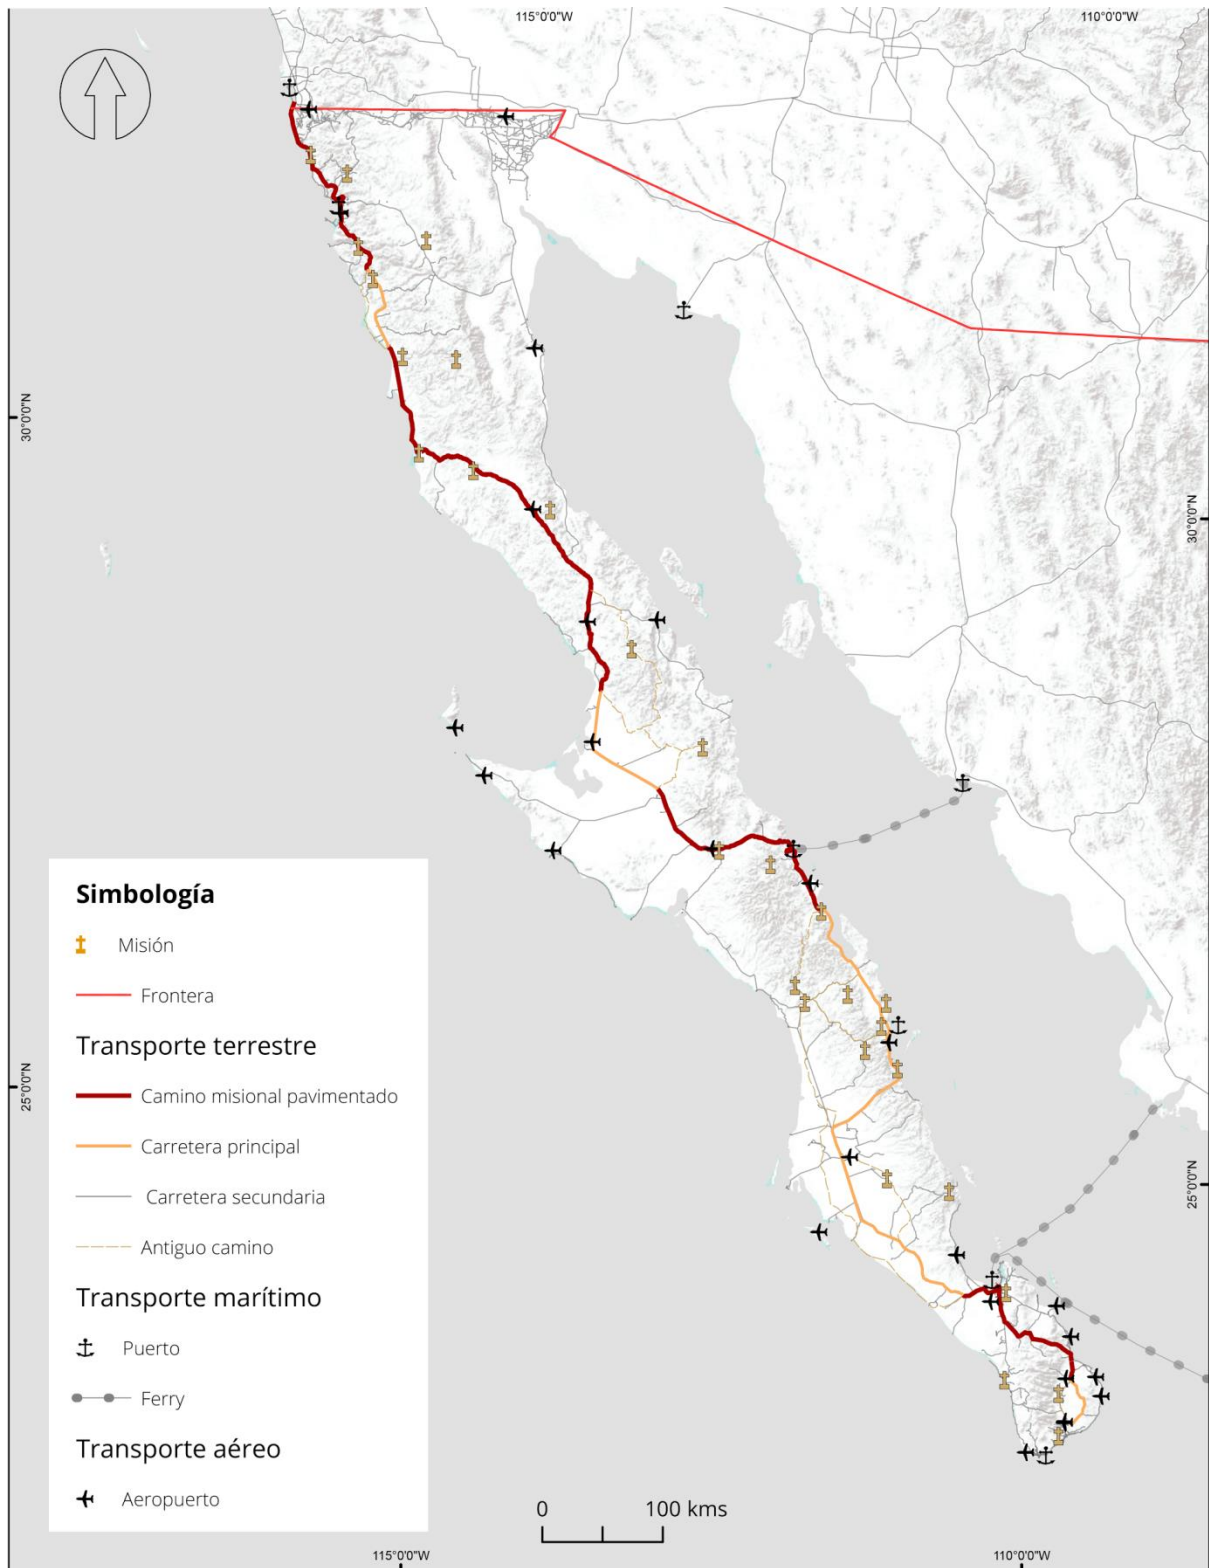 115°0'0"W
110°0'0"W
30°0'0"N
30°0'0"N
25°0'0"N
25°0'0"N
Simbología
Misión
Frontera
Transporte terrestre
Camino misional pavimentado
Carretera principal
Carretera secundaria
Antiguo camino
Transporte marítimo
Puerto
Ferry
Transporte aéreo
Aeropuerto
0 100 kms
115°0'0"W
110°0'0"W